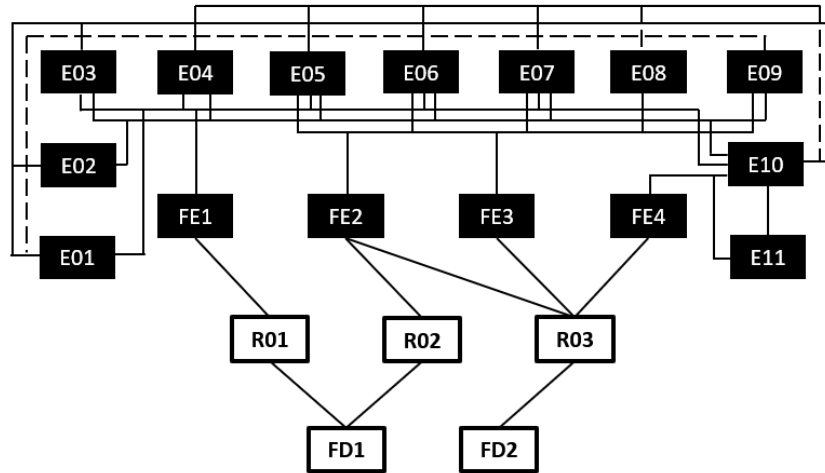 E03 E04 E05 E06 E07 E08 E09
E02 E10
FE1 FE2 FE3 FE4
E01 E11
R01 R02 R03
FD1 FD2